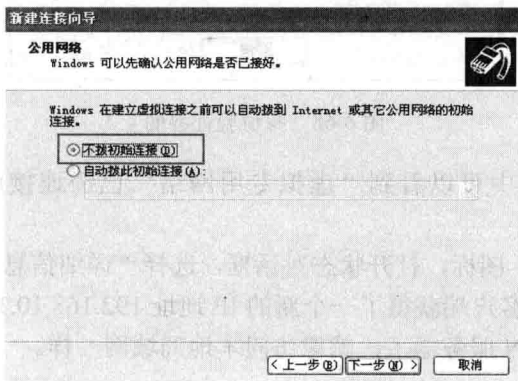 新建连接向导
公用网络
Windows 可以先确认公用网络是否已接好。
Windows 在建立虚拟连接之前可以自动拨到 Internet 或其它公用网络的初始
连接。
不拨初始连接(D)
自动拨此初始连接(A):
< 上一步(B)
下一步(N) >
取消